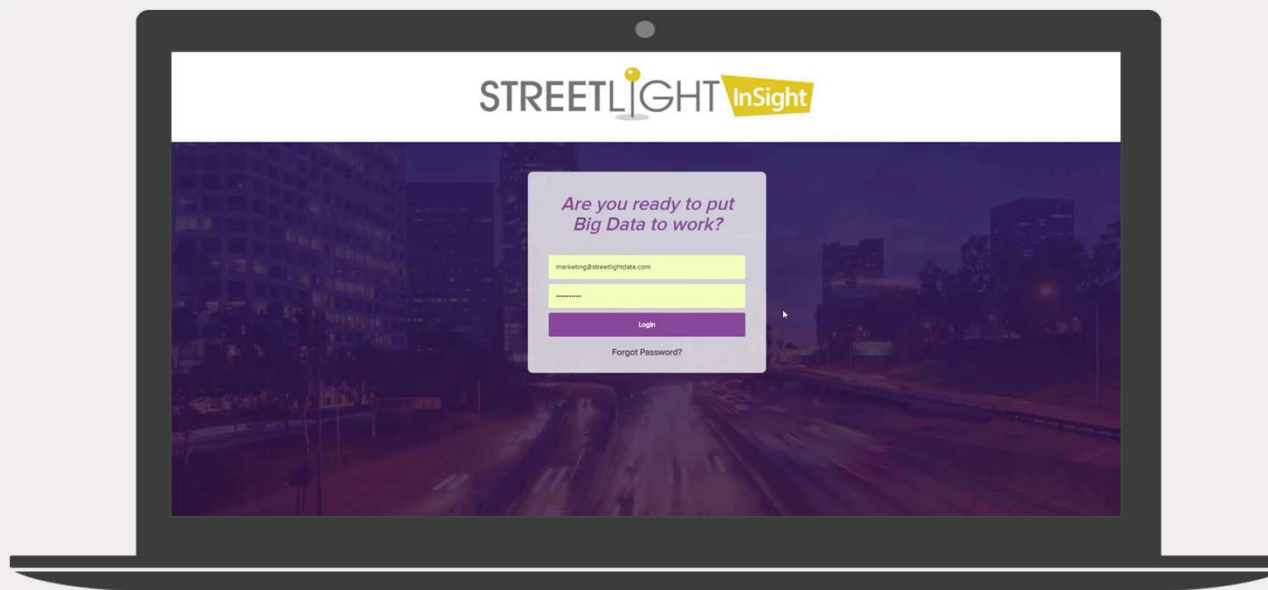 STREETLIGHT InSight
Are you ready to put
Big Data to work?
marketing@streetlightdata.com
••••••••••
Login
Forgot Password?